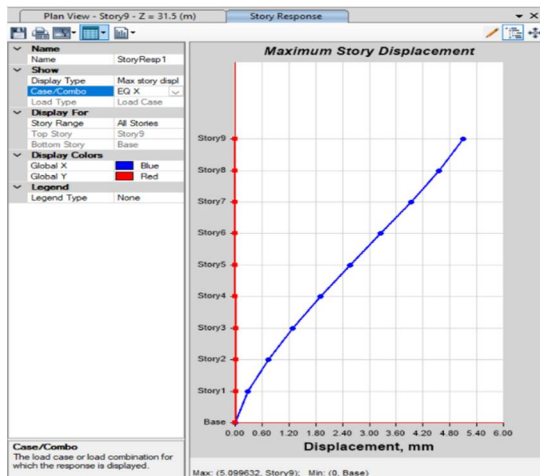 Plan View - Story9 - Z = 31.5 (m)
Story Response
Name
Name StoryResp1
Show
Display Type Max story displ
Case/Combo EQ X
Load Type Load Case
Display For
Story Range All Stories
Top Story Story9
Bottom Story Base
Display Colors
Global X Blue
Global Y Red
Legend
Legend Type None
Case/Combo
The load case or load combination for
which the response is displayed.
Maximum Story Displacement
Story9
Story8
Story7
Story6
Story5
Story4
Story3
Story2
Story1
Base
0.00 0.60 1.20 1.80 2.40 3.00 3.60 4.20 4.80 5.40 6.00
Displacement, mm
Max: (5.099632, Story9); Min: (0, Base)